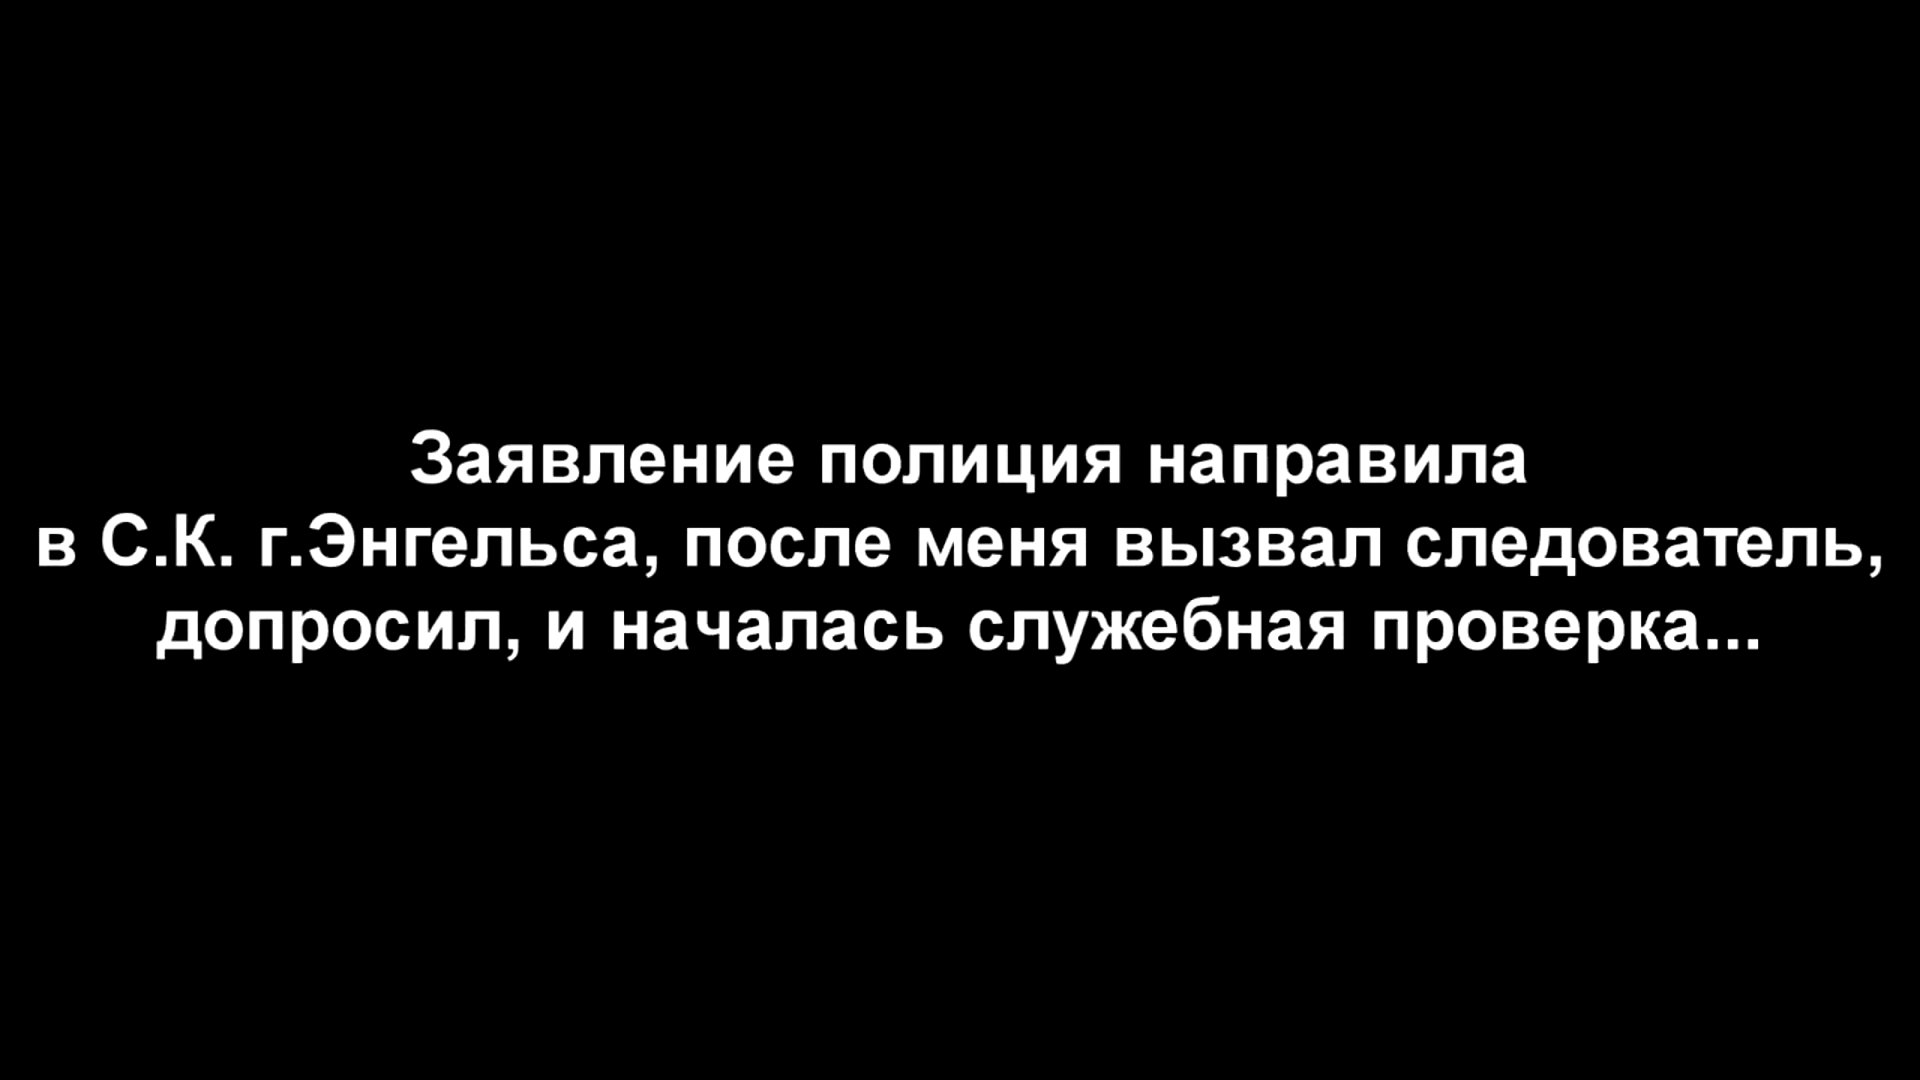 Заявление полиция направила
в С.К. г.Энгельса, после меня вызвал следователь,
допросил, и началась служебная проверка...